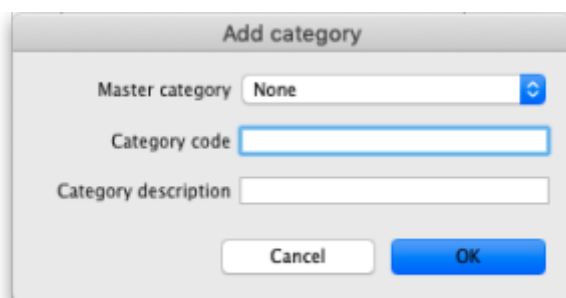 Add category
Master category None
Category code
Category description
Cancel OK